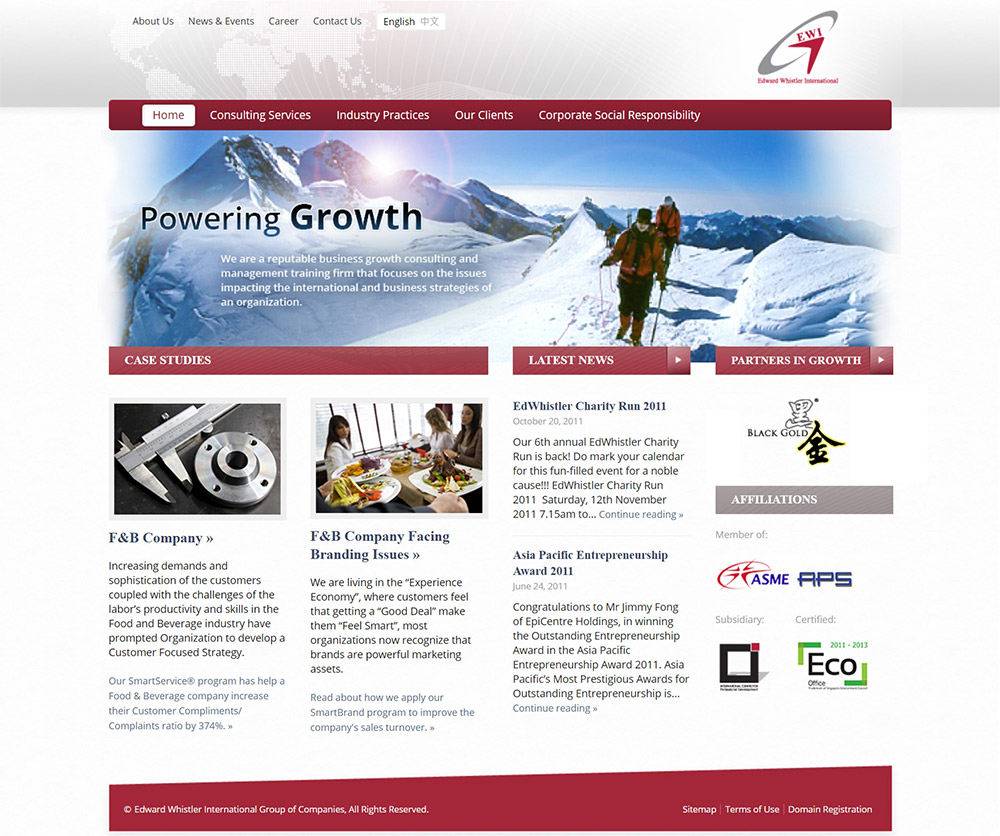 About Us
News & Events
Career
Contact Us
English
中文
EWI
Edward Whistler International
Home
Consulting Services
Industry Practices
Our Clients
Corporate Social Responsibility
Powering Growth
We are a reputable business growth consulting and
management training firm that focuses on the issues
impacting the international and business strategies of
an organization.
CASE STUDIES
F&B Company »
Increasing demands and
sophistication of the customers
coupled with the challenges of the
labor’s productivity and skills in the
Food and Beverage industry have
prompted Organization to develop a
Customer Focused Strategy.
Our SmartService® program has help a
Food & Beverage company increase
their Customer Compliments/
Complaints ratio by 374%. »
F&B Company Facing
Branding Issues »
We are living in the “Experience
Economy”, where customers feel
that getting a “Good Deal” make
them “Feel Smart”, most
organizations now recognize that
brands are powerful marketing
assets.
Read about how we apply our
SmartBrand program to improve the
company's sales turnover. »
LATEST NEWS
EdWhistler Charity Run 2011
October 20, 2011
Our 6th annual EdWhistler Charity
Run is back! Do mark your calendar
for this fun-filled event for a noble
cause!!! EdWhistler Charity Run
2011 Saturday, 12th November
2011 7.15am to... Continue reading »
Asia Pacific Entrepreneurship
Award 2011
June 24, 2011
Congratulations to Mr Jimmy Fong
of EpiCentre Holdings, in winning
the Outstanding Entrepreneurship
Award in the Asia Pacific
Entrepreneurship Award 2011. Asia
Pacific’s Most Prestigious Awards for
Outstanding Entrepreneurship is...
Continue reading »
PARTNERS IN GROWTH
黑
BLACK GOLD
金
AFFILIATIONS
Member of:
ASME
APS
Subsidiary:
Certified:
2011 - 2013
Eco
Office
© Edward Whistler International Group of Companies, All Rights Reserved.
Sitemap | Terms of Use | Domain Registration